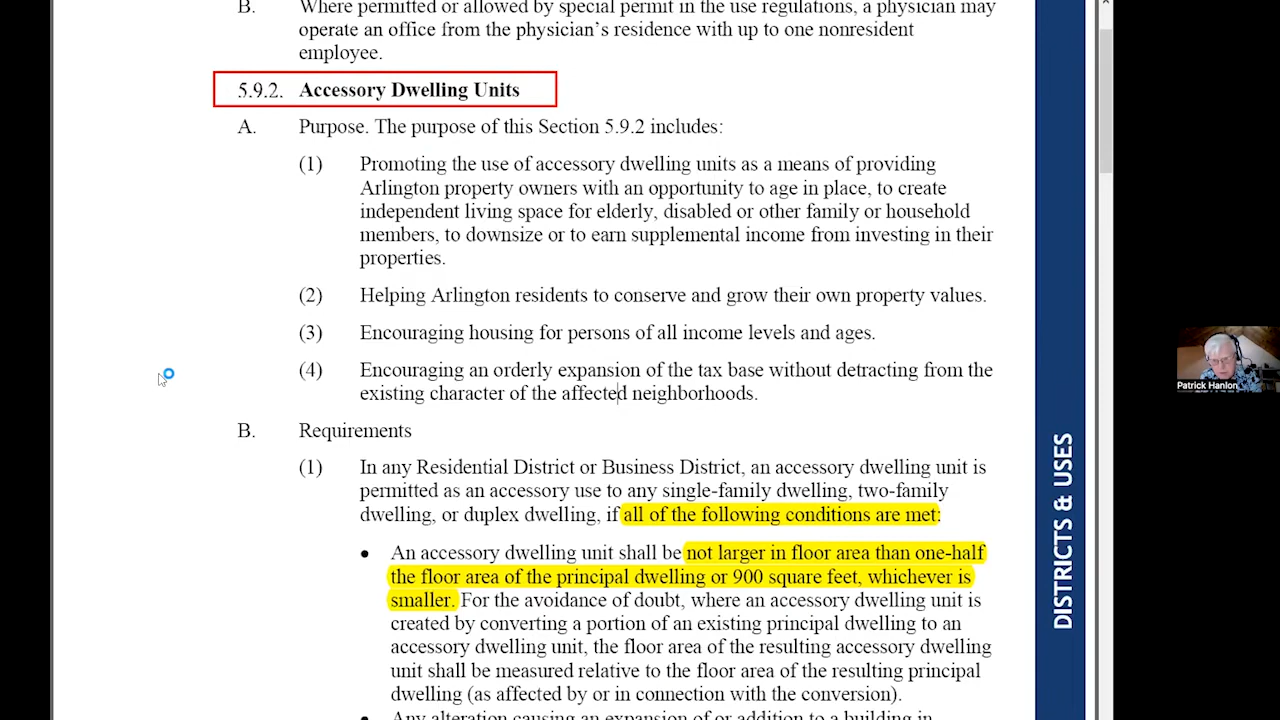 B. Where permitted or allowed by special permit in the use regulations, a physician may
operate an office from the physician's residence with up to one nonresident
employee.
5.9.2. Accessory Dwelling Units
A. Purpose. The purpose of this Section 5.9.2 includes:
(1) Promoting the use of accessory dwelling units as a means of providing
Arlington property owners with an opportunity to age in place, to create
independent living space for elderly, disabled or other family or household
members, to downsize or to earn supplemental income from investing in their
properties.
(2) Helping Arlington residents to conserve and grow their own property values.
(3) Encouraging housing for persons of all income levels and ages.
(4) Encouraging an orderly expansion of the tax base without detracting from the
existing character of the affected neighborhoods.
B. Requirements
(1) In any Residential District or Business District, an accessory dwelling unit is
permitted as an accessory use to any single-family dwelling, two-family
dwelling, or duplex dwelling, if all of the following conditions are met:
• An accessory dwelling unit shall be not larger in floor area than one-half
the floor area of the principal dwelling or 900 square feet, whichever is
smaller. For the avoidance of doubt, where an accessory dwelling unit is
created by converting a portion of an existing principal dwelling to an
accessory dwelling unit, the floor area of the resulting accessory dwelling
unit shall be measured relative to the floor area of the resulting principal
dwelling (as affected by or in connection with the conversion).
• Any alteration causing an expansion of or addition to a building in
DISTRICTS & USES
Patrick Hanlon